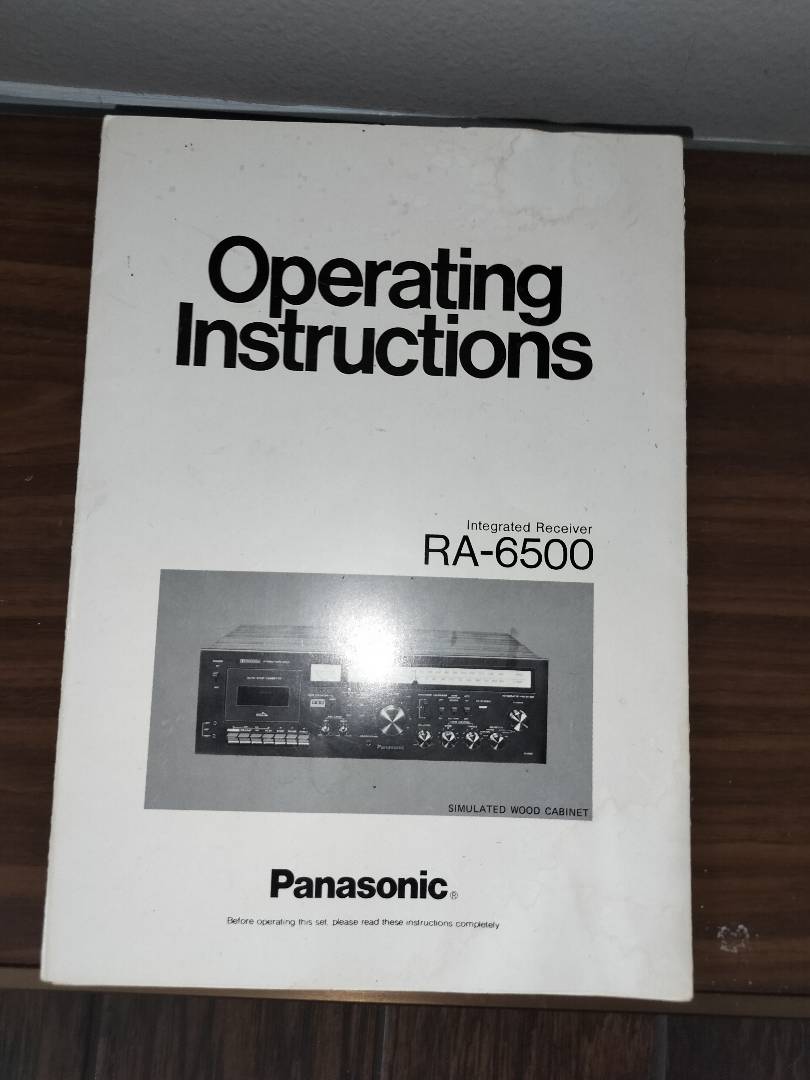 Operating
Instructions
Integrated Receiver
RA-6500
Panasonic
SIMULATED WOOD CABINET
Panasonic®
Before operating this set, please read these instructions completely